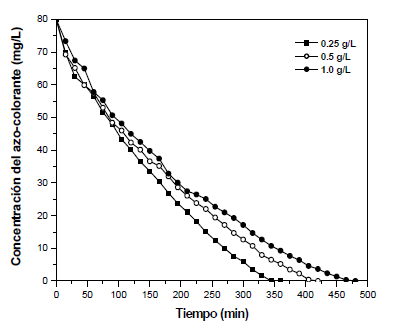 Concentración del azo-colorante (mg/L)
80
70
60
50
40
30
20
10
0
0.25 g/L
0.5 g/L
1.0 g/L
0 50 100 150 200 250 300 350 400 450 500
Tiempo (min)